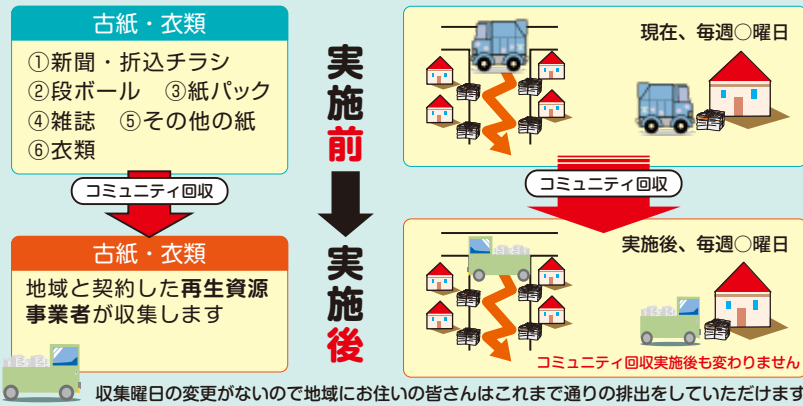 古紙・衣類
①新聞・折込チラシ
②段ボール　③紙パック
④雑誌　⑤その他の紙
⑥衣類
コミュニティ回収
古紙・衣類
地域と契約した再生資源
事業者が収集します
実施前
実施後
現在、毎週○曜日
コミュニティ回収
実施後、毎週○曜日
コミュニティ回収実施後も変わりません
収集曜日の変更がないので地域にお住いの皆さんはこれまで通りの排出をしていただけます